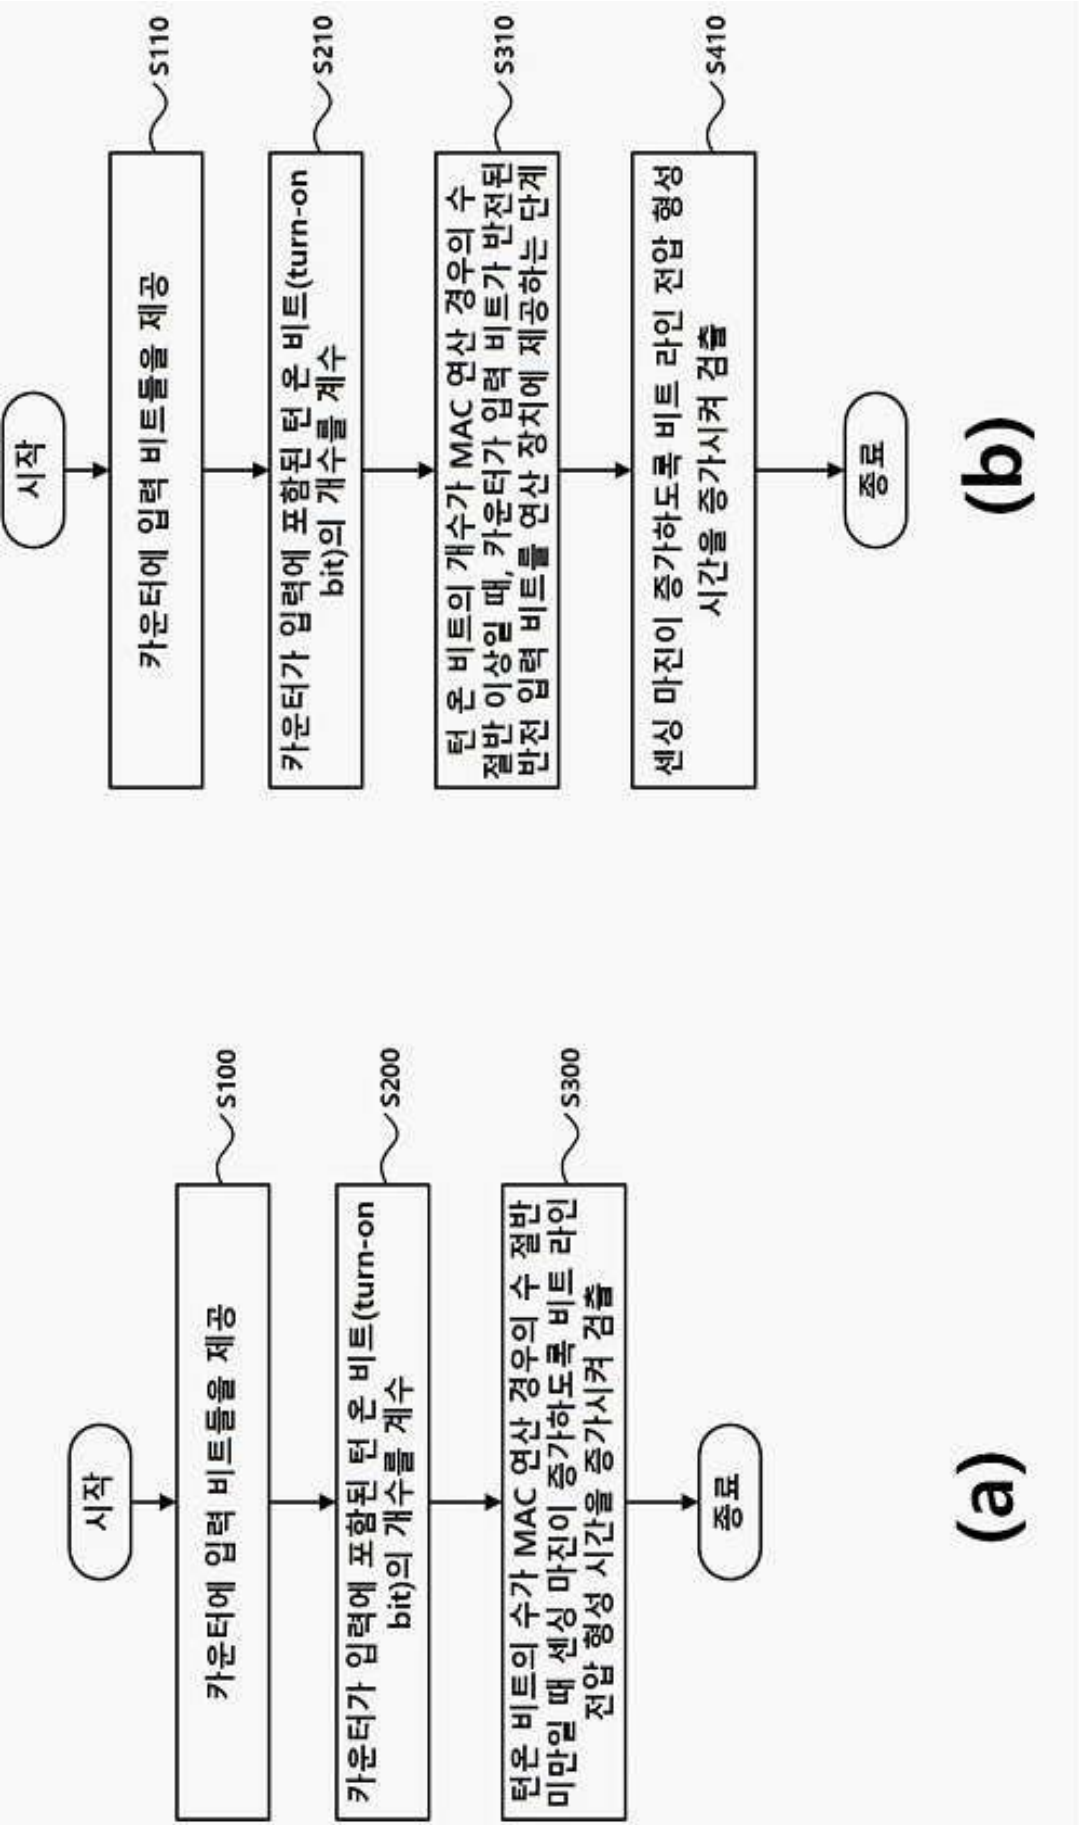 시작
카운터에 입력 비트들을 제공
S100
카운터가 입력에 포함된 턴 온 비트(turn-on
bit)의 개수를 계수
S200
턴온 비트의 수가 MAC 연산 경우의 수 절반
미만일 때 센싱 마진이 증가하도록 비트 라인
전압 형성 시간을 증가시켜 검출
S300
종료
(a)
시작
카운터에 입력 비트들을 제공
S110
카운터가 입력에 포함된 턴 온 비트(turn-on
bit)의 개수를 계수
S210
턴 온 비트의 개수가 MAC 연산 경우의 수
절반 이상일 때, 카운터가 입력 비트가 반전된
반전 입력 비트를 연산 장치에 제공하는 단계
S310
센싱 마진이 증가하도록 비트 라인 전압 형성
시간을 증가시켜 검출
S410
종료
(b)